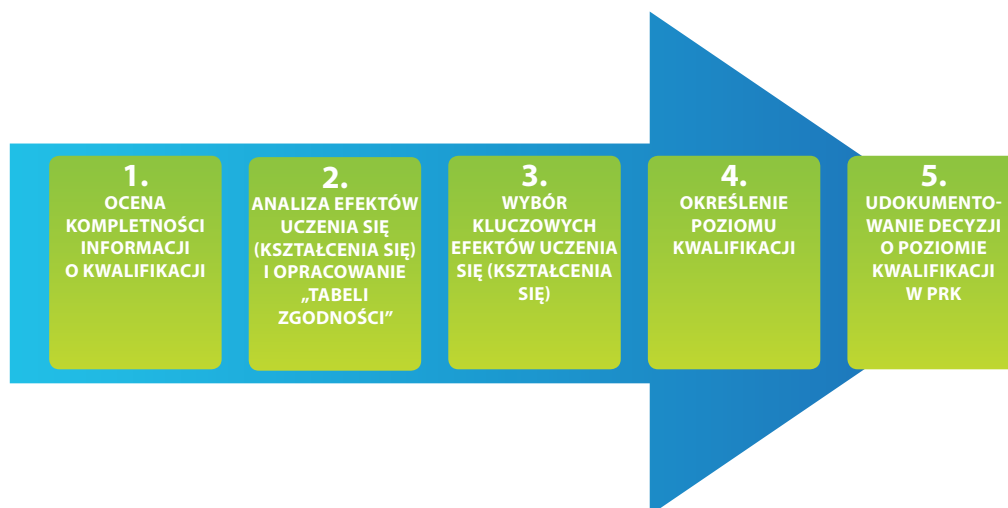 1.
OCENA
KOMPLETNOŚCI
INFORMACJI
O KWALIFIKACJI
2.
ANALIZA EFEKTÓW
UCZENIA SIĘ
(KSZTAŁCENIA SIĘ)
I OPRACOWANIE
„TABELI
ZGODNOŚCI”
3.
WYBÓR
KLUCZOWYCH
EFEKTÓW UCZENIA
SIĘ (KSZTAŁCENIA
SIĘ)
4.
OKREŚLENIE
POZIOMU
KWALIFIKACJI
5.
UDOKUMENTO-
WANIE DECYZJI
O POZIOMIE
KWALIFIKACJI
W PRK